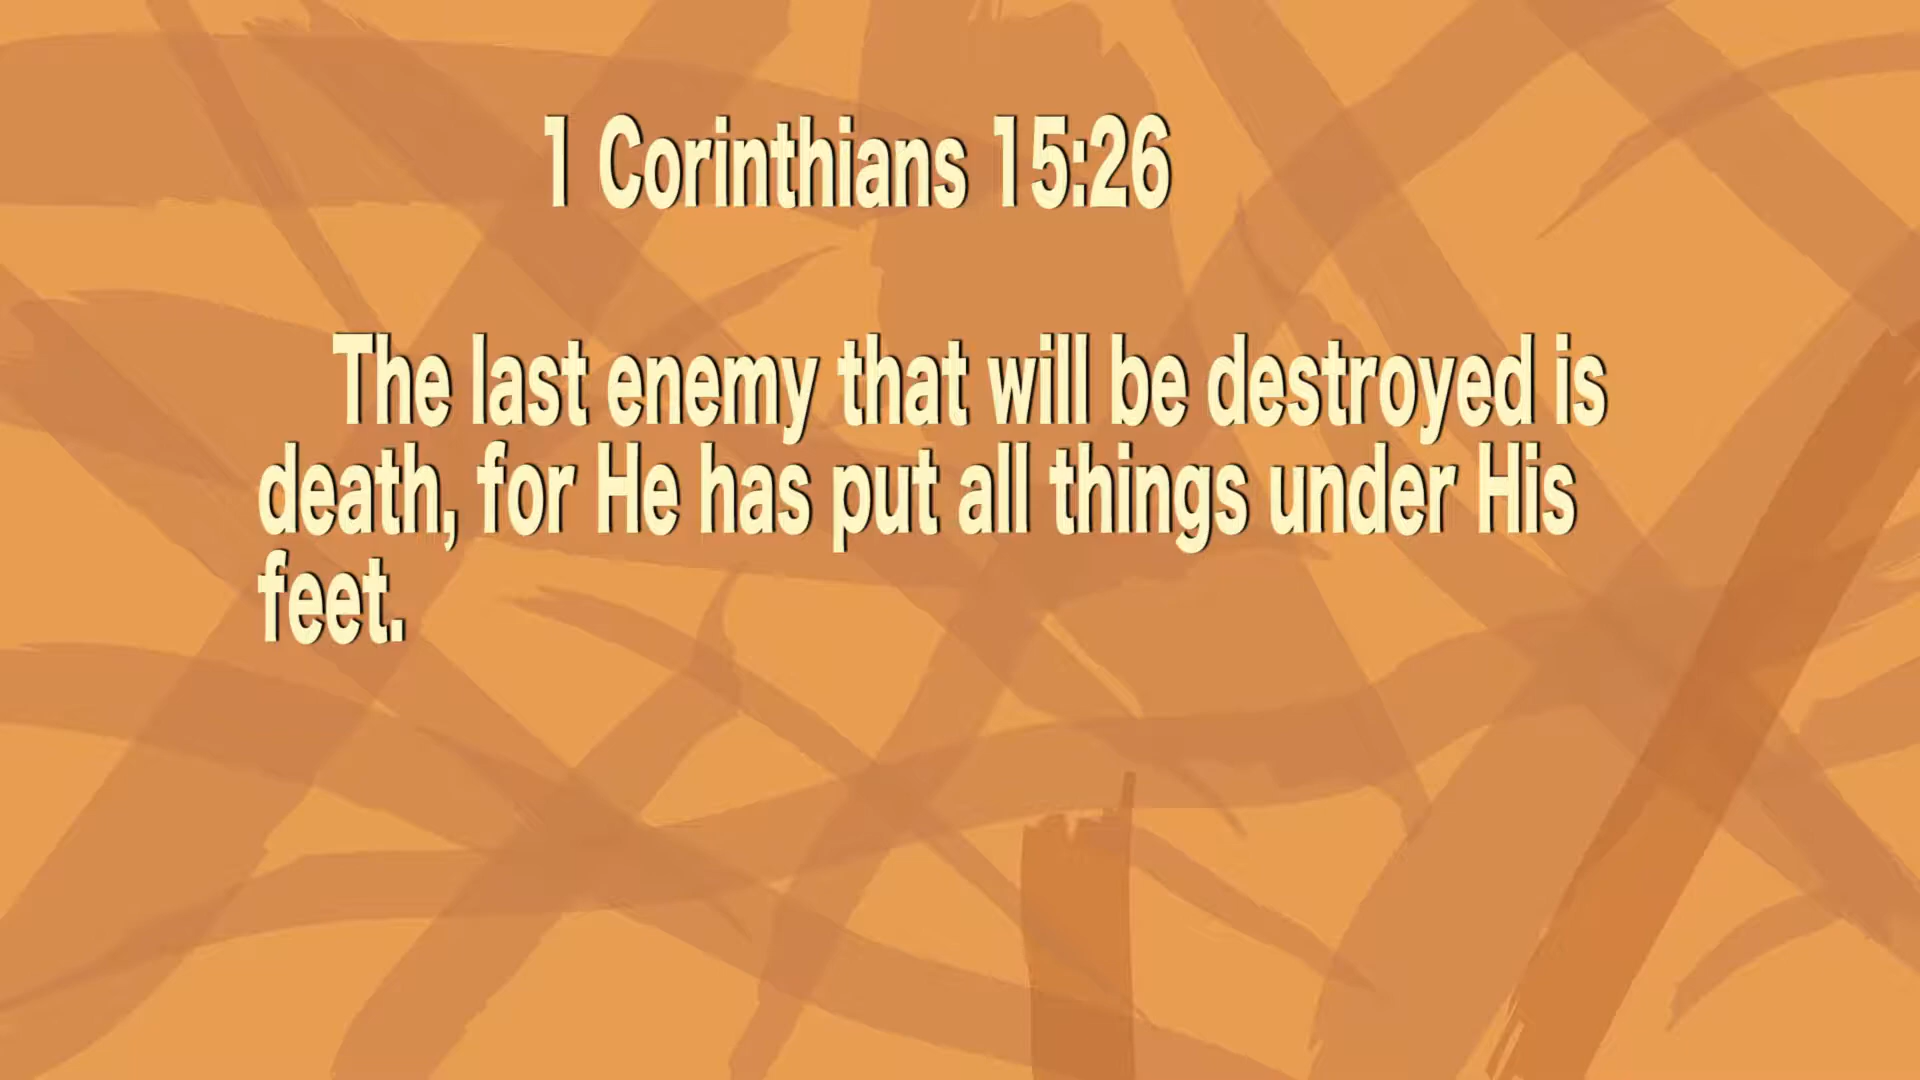 1 Corinthians 15:26
The last enemy that will be destroyed is
death, for He has put all things under His
feet.